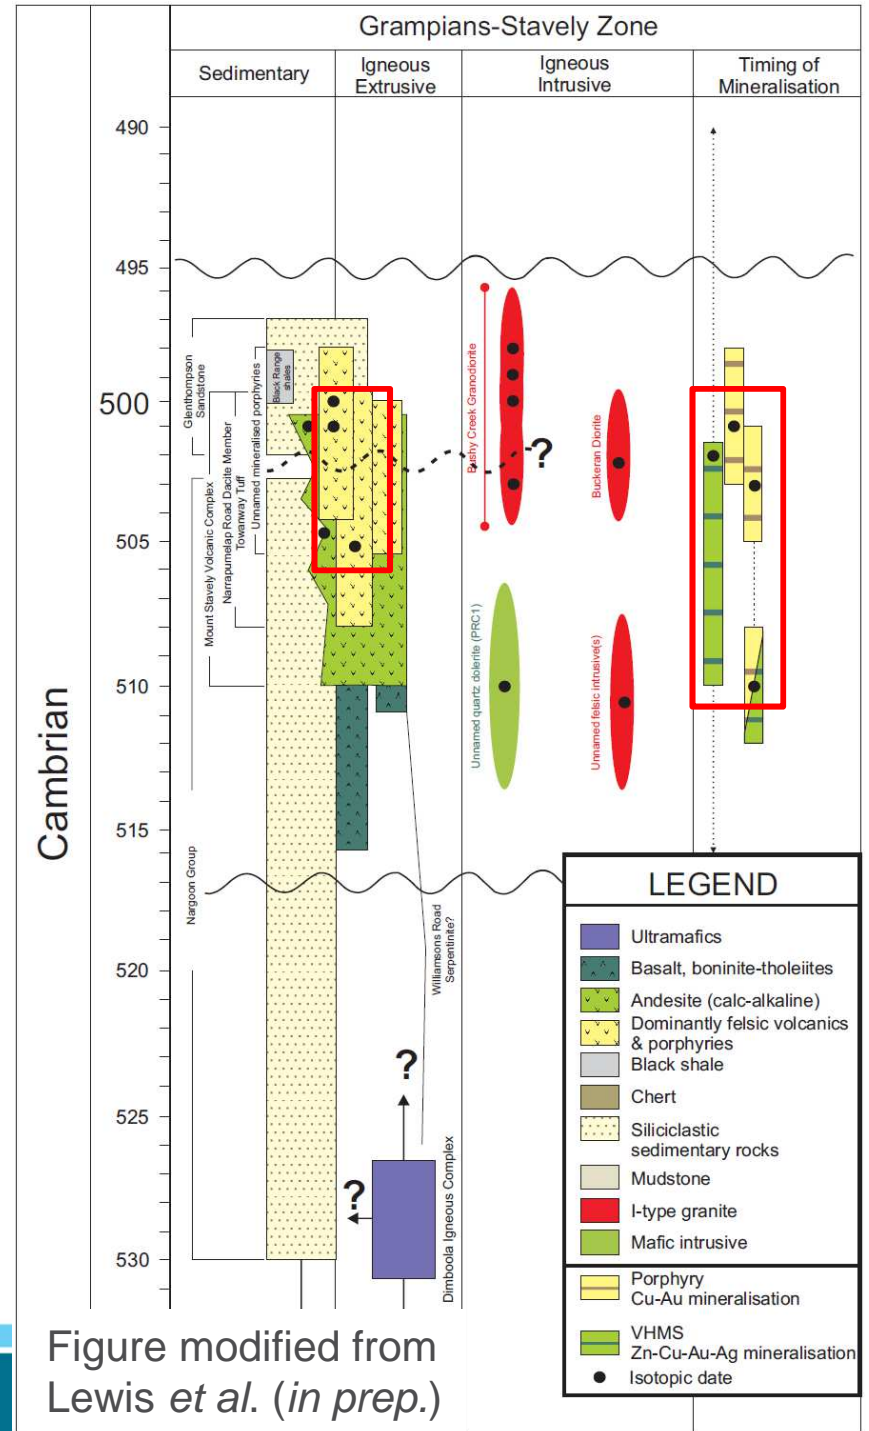 Grampians-Stavely Zone
Sedimentary
Igneous
Extrusive
Igneous
Intrusive
Timing of
Mineralisation
Cambrian
490
495
500
505
510
515
520
525
530
Glenthompson
Sandstone
Black Range
shales
Unnamed mineralised porphyries
Mount Stavely Volcanic Complex
Narrapumelap Road Dacite Member
Towanway Tuff
Nargoon Group
Bushy Creek Granodiorite
?
Buckeran Diorite
Unnamed quartz dolerite (PRC1)
Unnamed felsic intrusive(s)
Williamsons Road
Serpentinite?
?
?
Dimboola Igneous Complex
LEGEND
Ultramafics
Basalt, boninite-tholeiites
Andesite (calc-alkaline)
Dominantly felsic volcanics
& porphyries
Black shale
Chert
Siliciclastic
sedimentary rocks
Mudstone
I-type granite
Mafic intrusive
Porphyry
Cu-Au mineralisation
VHMS
Zn-Cu-Au-Ag mineralisation
Isotopic date
Figure modified from
Lewis et al. (in prep.)